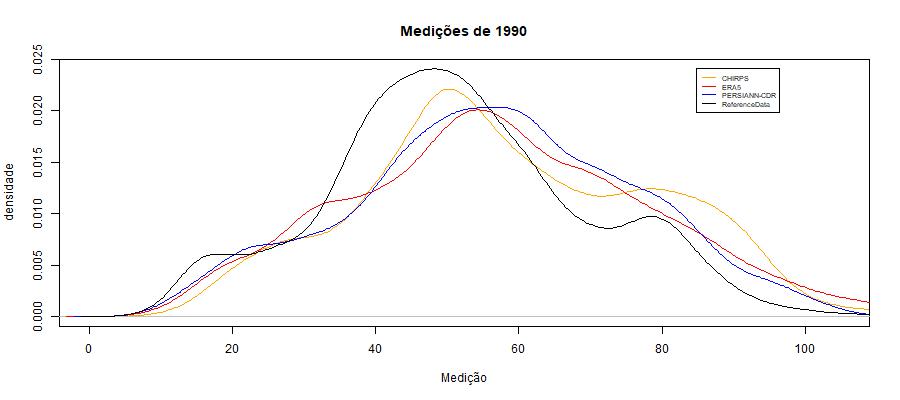 Medições de 1990
CHIRPS
ERA5
PERSIANN-CDR
ReferenceData
densidade
0.025
0.020
0.015
0.010
0.005
0.000
0 20 40 60 80 100
Medição